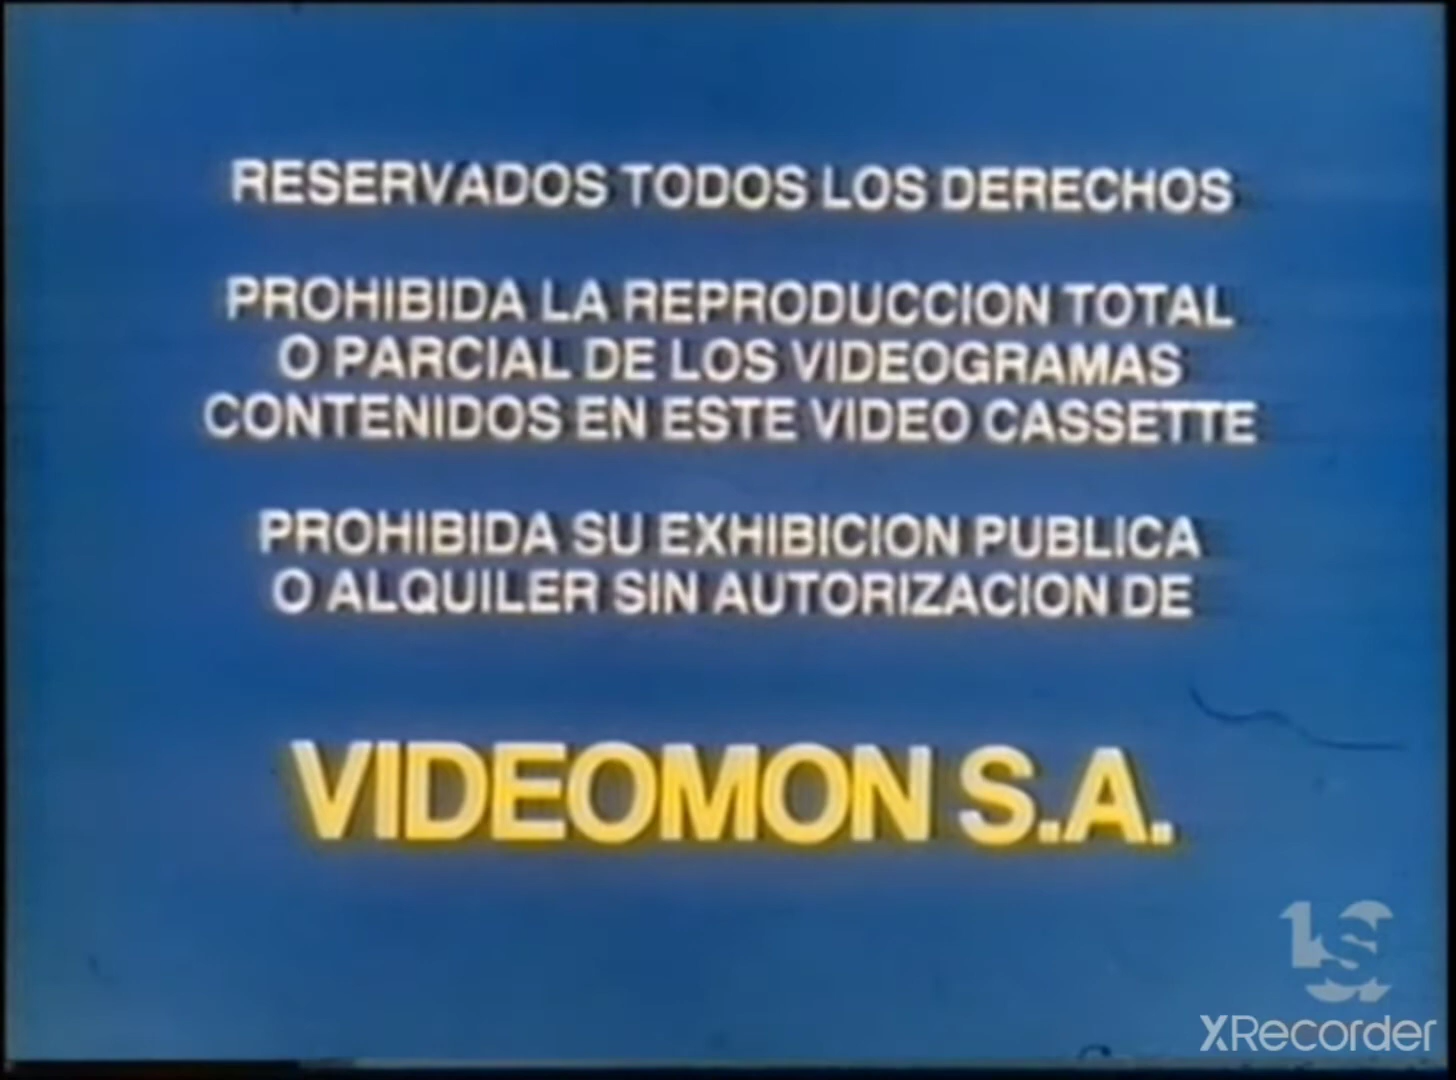 RESERVADOS TODOS LOS DERECHOS
PROHIBIDA LA REPRODUCCION TOTAL
O PARCIAL DE LOS VIDEOGRAMAS
CONTENIDOS EN ESTE VIDEO CASSETTE
PROHIBIDA SU EXHIBICION PUBLICA
O ALQUILER SIN AUTORIZACION DE
VIDEOMON S.A.
XRecorder